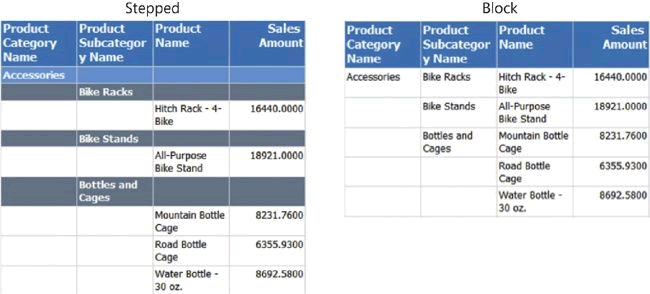 Stepped
Product Category Name Product Subcategor y Name Product Name Sales Amount
Accessories
Bike Racks
Hitch Rack - 4- Bike 16440.0000
Bike Stands
All-Purpose Bike Stand 18921.0000
Bottles and Cages
Mountain Bottle Cage 8231.7600
Road Bottle Cage 6355.9300
Water Bottle - 30 oz. 8692.5800
Block
Product Category Name Product Subcategor y Name Product Name Sales Amount
Accessories Bike Racks Hitch Rack - 4- Bike 16440.0000
Bike Stands All-Purpose Bike Stand 18921.0000
Bottles and Cages Mountain Bottle Cage 8231.7600
Road Bottle Cage 6355.9300
Water Bottle - 30 oz. 8692.5800